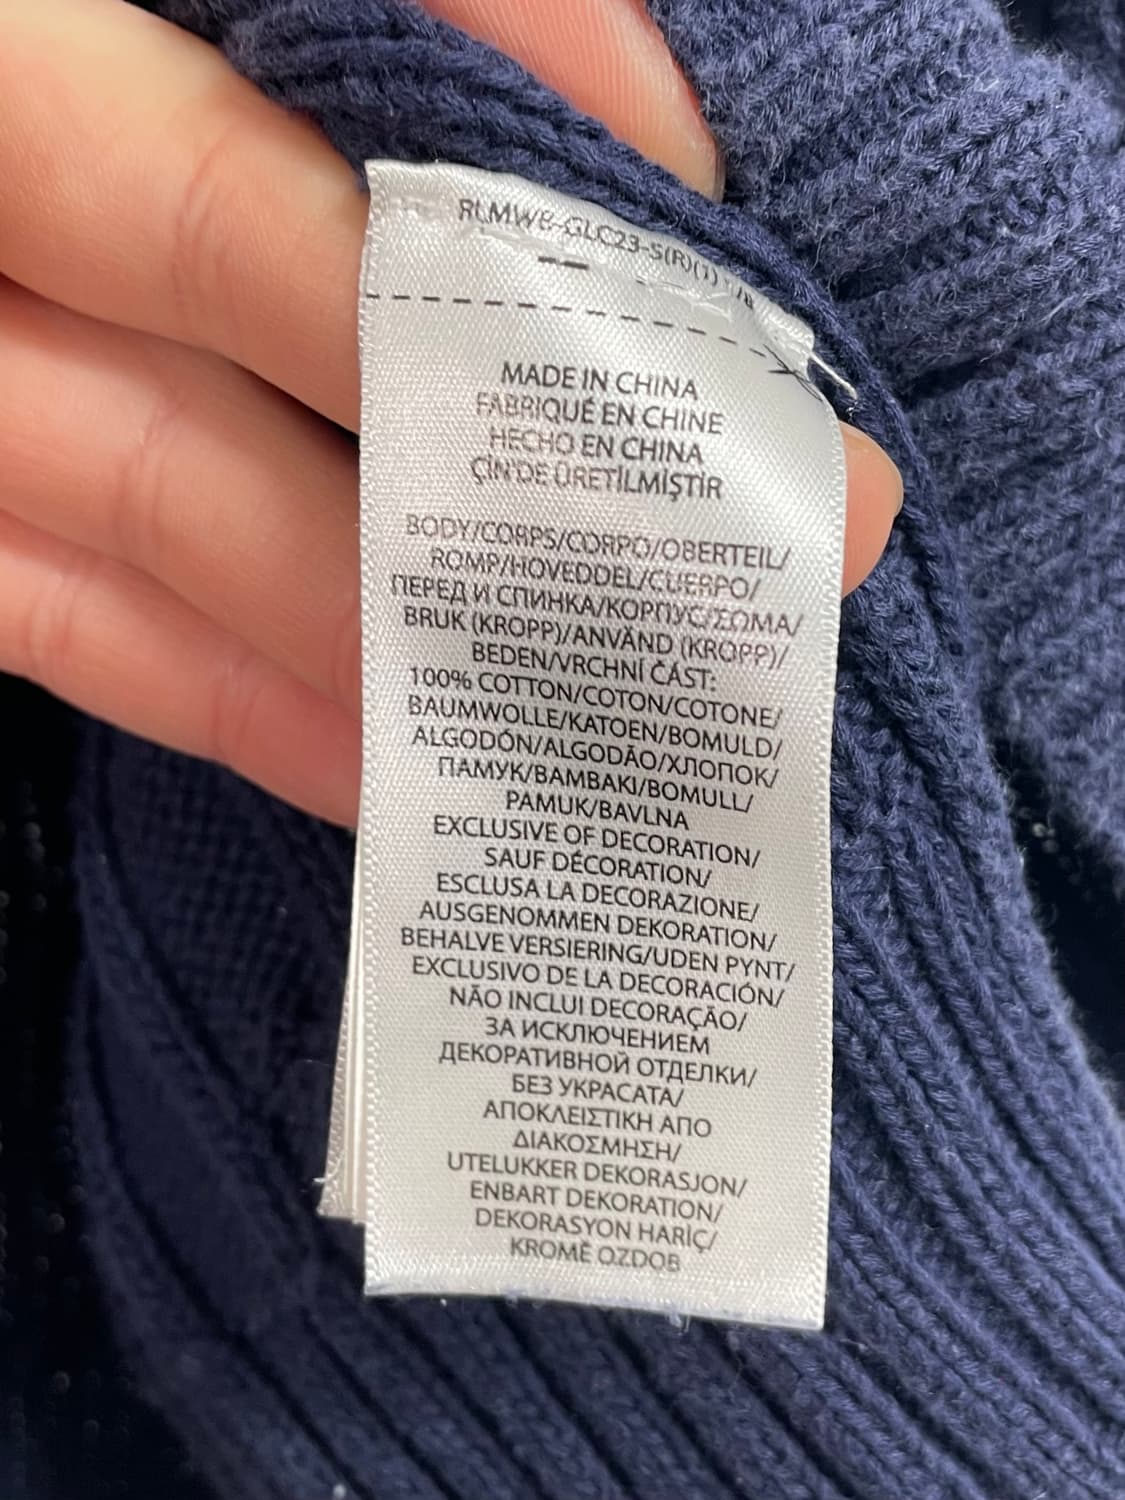 RLMWB-GLC23-S(R)(1)
MADE IN CHINA
FABRIQUÉ EN CHINE
HECHO EN CHINA
ÇİN'DE ÜRETİLMİŞTİR
BODY/CORPS/CORPO/OBERTEIL/
ROMP/HOVEDDEL/CUERPO/
ПЕРЕД И СПИНКА/КОРПУС/ΣΩΜΑ/
BRUK (KROPP)/ANVÄND (KROPP)/
BEDEN/VRCHNÍ ČÁST:
100% COTTON/COTON/COTONE/
BAUMWOLLE/KATOEN/BOMULD/
ALGODÓN/ALGODÃO/ХЛОПОК/
ПАМУК/BAMBAKI/BOMULL/
PAMUK/BAVLNA
EXCLUSIVE OF DECORATION/
SAUF DÉCORATION/
ESCLUSA LA DECORAZIONE/
AUSGENOMMEN DEKORATION/
BEHALVE VERSIERING/UDEN PYNT/
EXCLUSIVO DE LA DECORACIÓN/
NÃO INCLUI DECORAÇÃO/
ЗА ИСКЛЮЧЕНИЕМ
ДЕКОРАТИВНОЙ ОТДЕЛКИ/
БЕЗ УКРАСАТА/
ΑΠΟΚΛΕΙΣΤΙΚΗ ΑΠΟ
ΔΙΑΚΟΣΜΗΣΗ/
UTELUKKER DEKORASJON/
ENBART DEKORATION/
DEKORASYON HARİÇ/
KROMĚ OZDOB